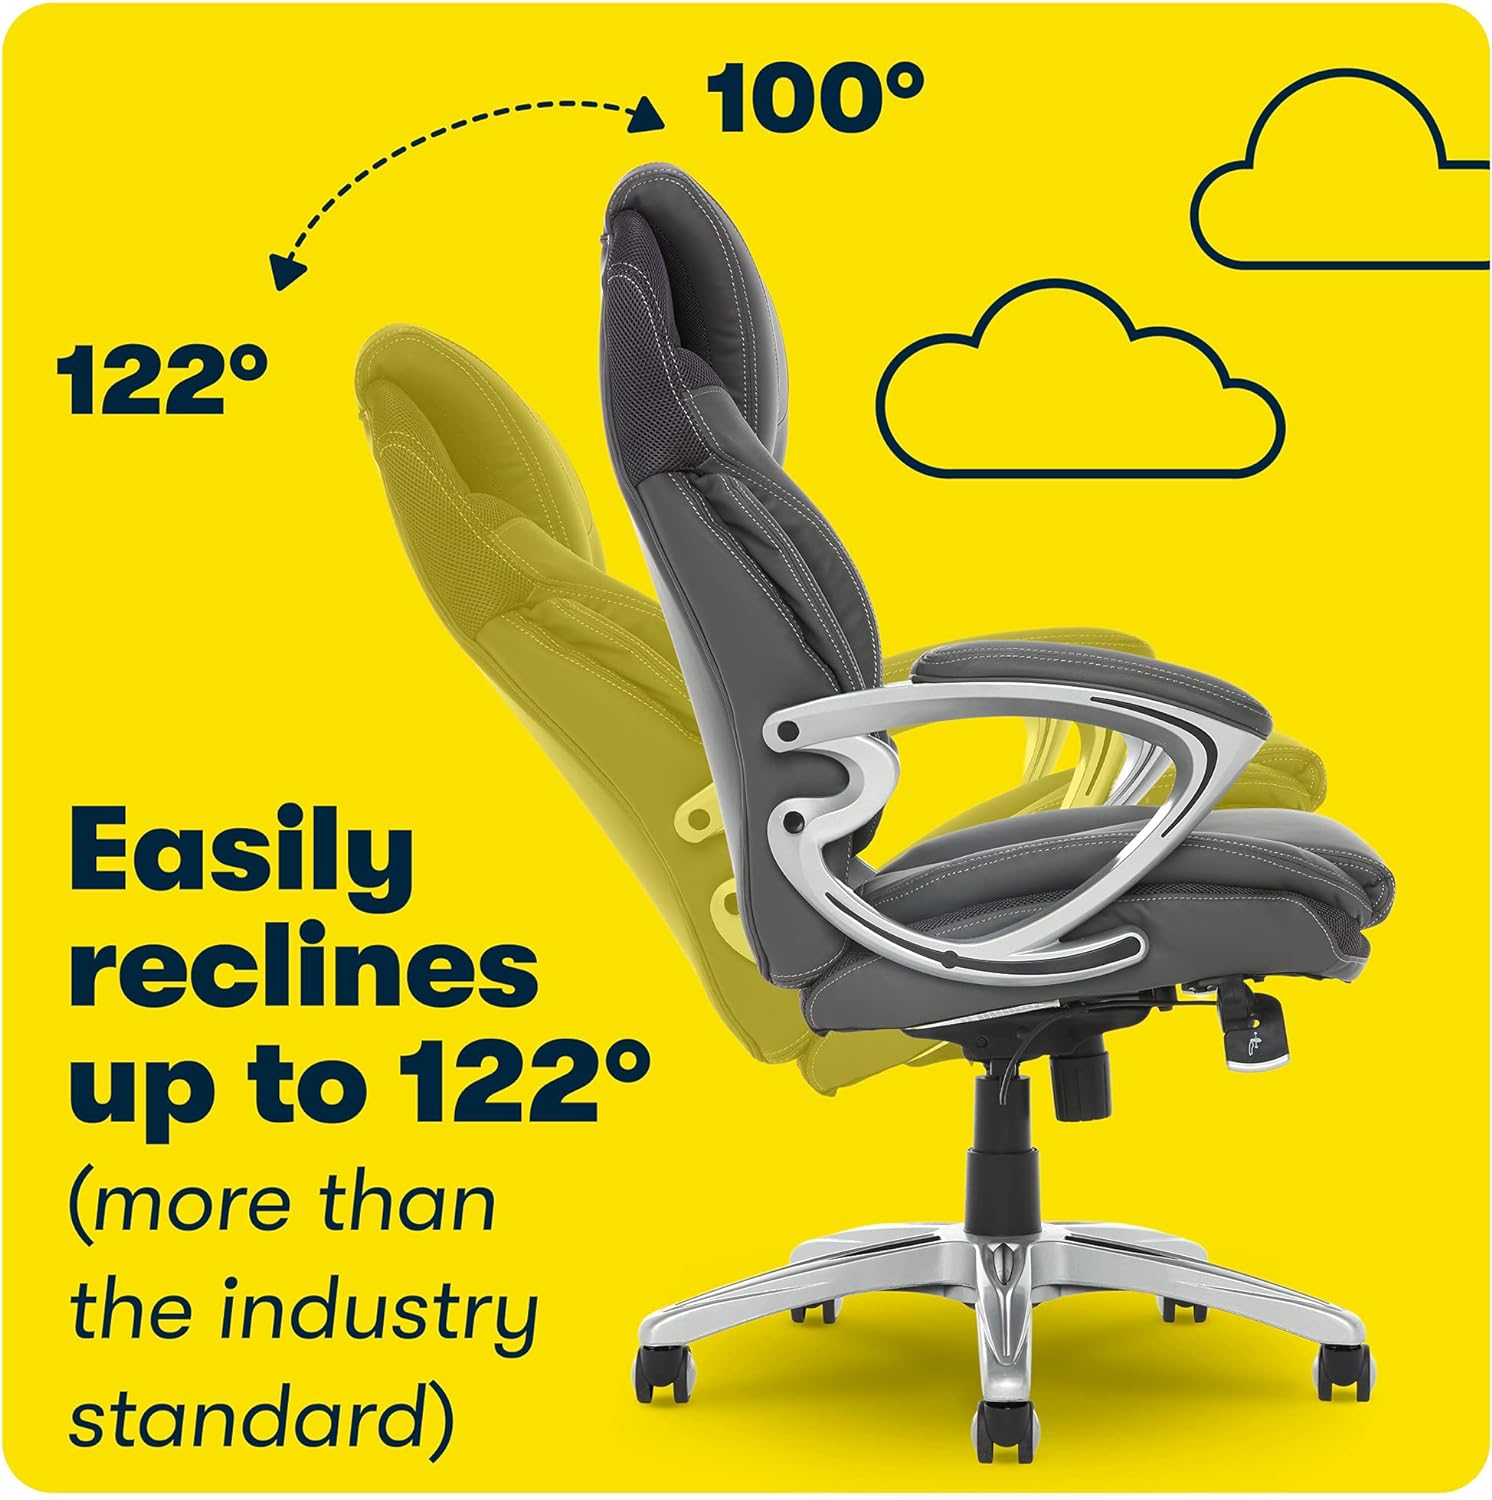 100°
122°
Easily
reclines
up to 122°
(more than
the industry
standard)